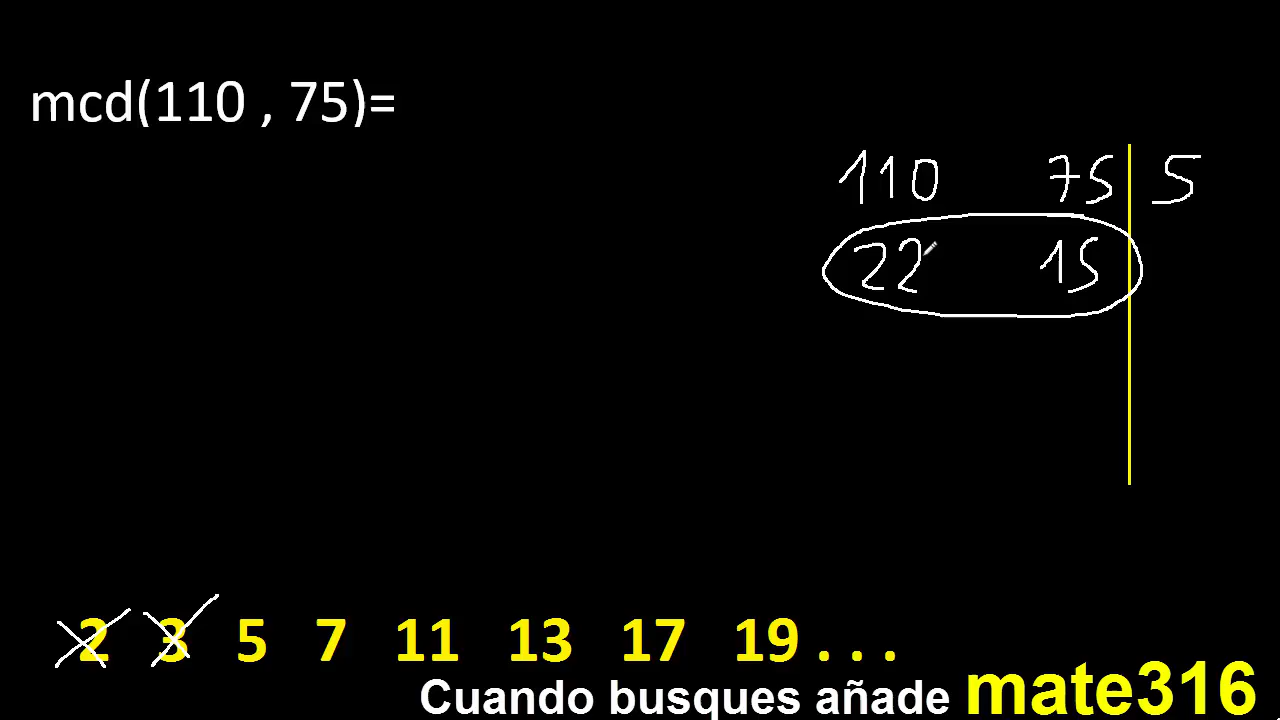 mcd(110 , 75)=
110 75 5
22 15
2 3 5 7 11 13 17 19 . . .
Cuando busques añade mate316